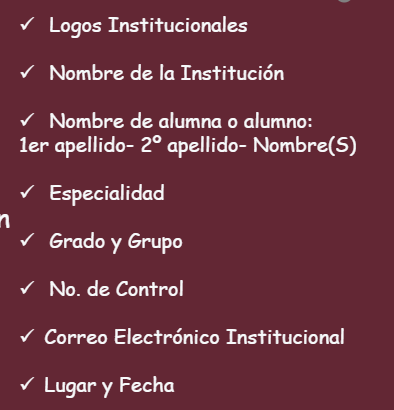 ✓ Logos Institucionales
✓ Nombre de la Institución
✓ Nombre de alumna o alumno:
1er apellido- 2º apellido- Nombre(S)
✓ Especialidad
n
✓ Grado y Grupo
✓ No. de Control
✓ Correo Electrónico Institucional
✓ Lugar y Fecha